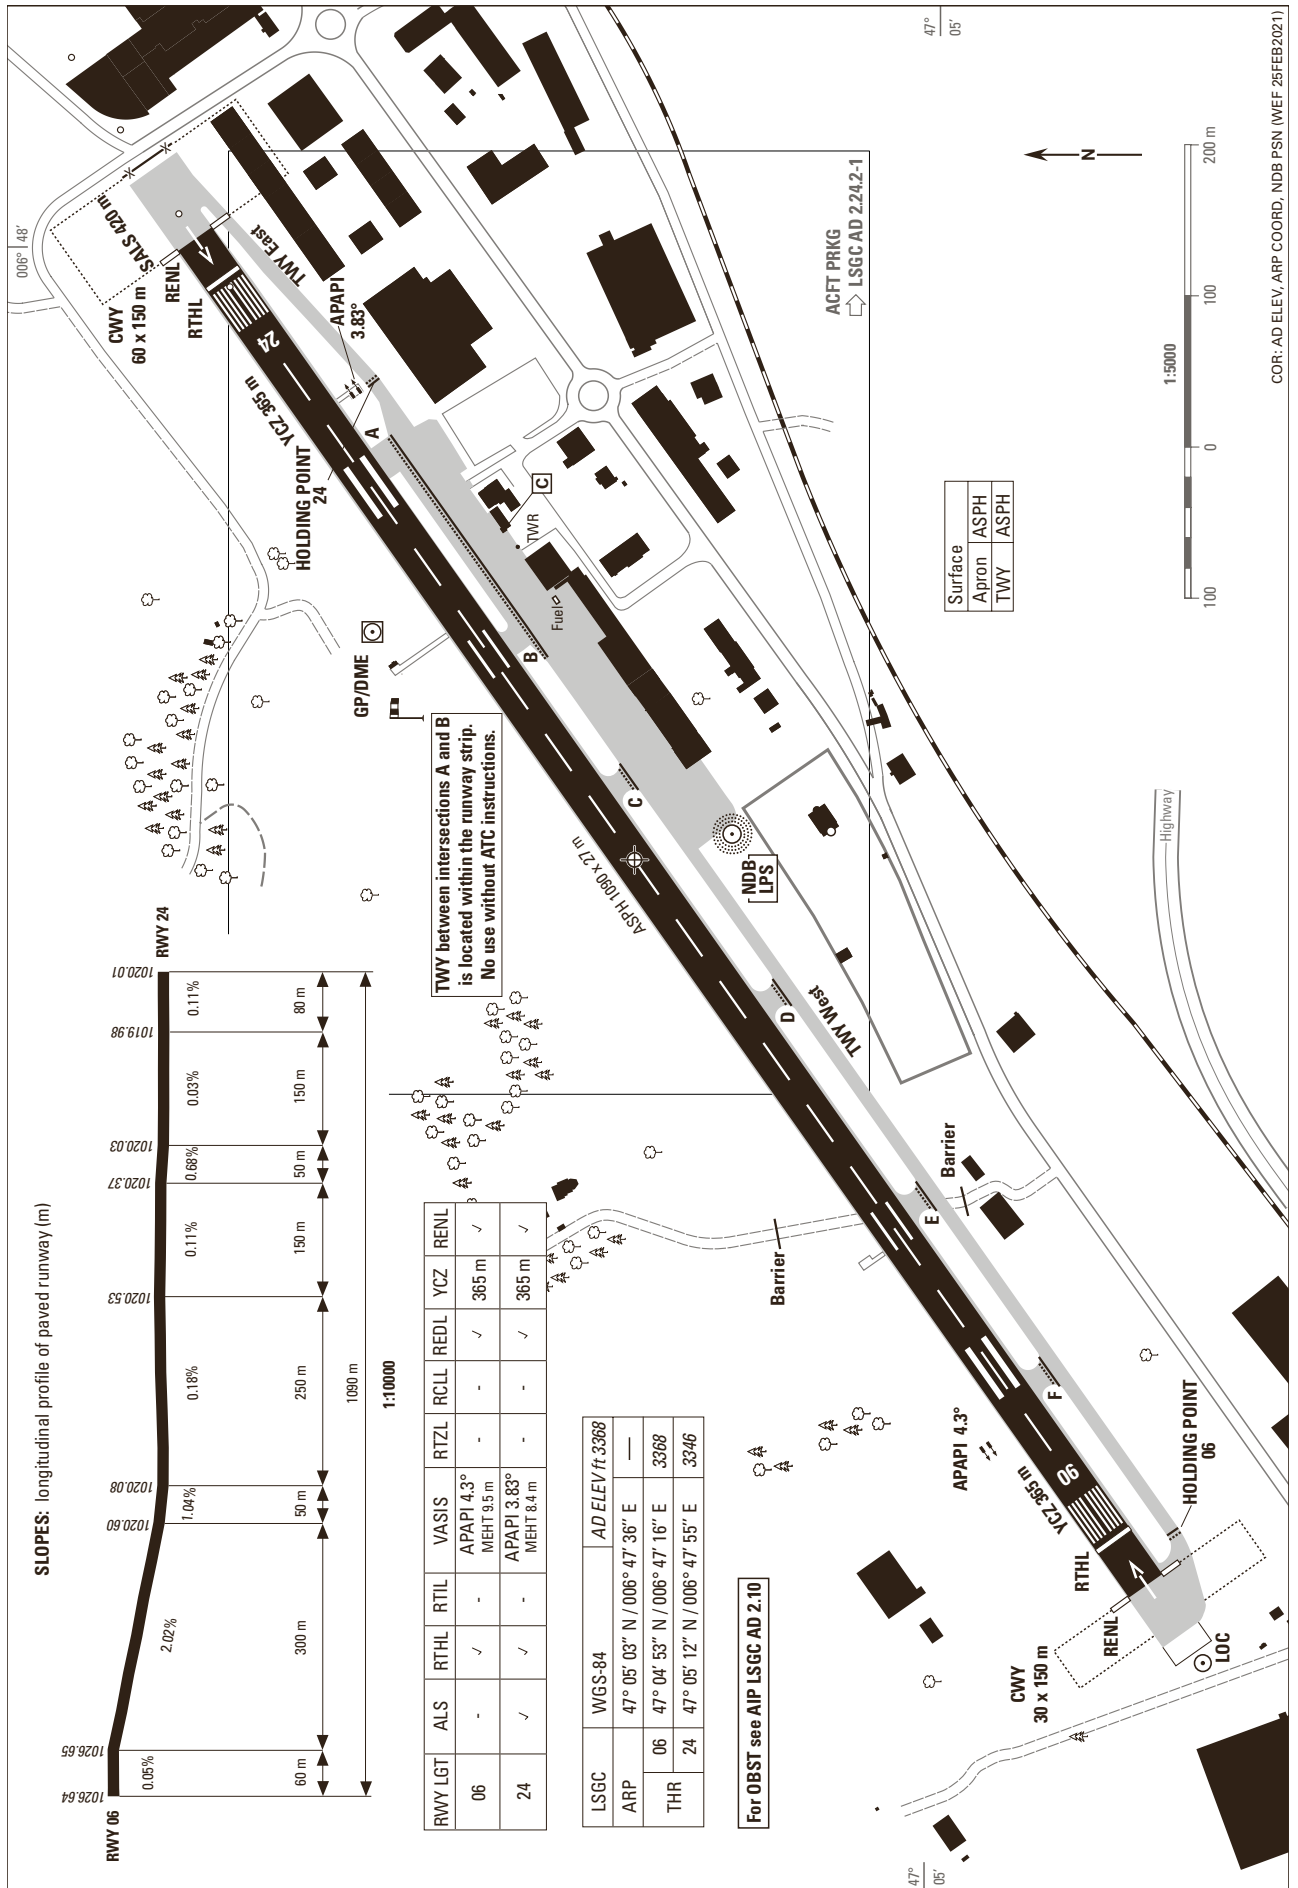 SLOPES: longitudinal profile of paved runway (m)
RWY 06
RWY 24
1026.64
1026.65
1020.60
1020.08
1020.53
1020.37
1020.03
1019.98
1020.01
0.05%
2.02%
1.04%
0.18%
0.11%
0.68%
0.03%
0.11%
60 m
300 m
50 m
250 m
150 m
50 m
150 m
80 m
1090 m
1:10000
RWY LGT ALS RTHL RTIL VASIS RTZL RCLL REDL YCZ RENL
06 - ✓ - APAPI 4.3° - - ✓ 365 m ✓
MEHT 9.5 m
24 ✓ ✓ - APAPI 3.83° - - ✓ 365 m ✓
MEHT 8.4 m
LSGC WGS-84 AD ELEV ft 3368
ARP 47° 05' 03" N / 006° 47' 36" E —
THR 06 47° 04' 53" N / 006° 47' 16" E 3368
24 47° 05' 12" N / 006° 47' 55" E 3346
For OBST see AIP LSGC AD 2.10
TWY between intersections A and B
is located within the runway strip.
No use without ATC instructions.
006° 48'
47°
05'
47°
05'
CWY
60 x 150 m
SALS 420 m
RENL
RTHL
24
YCZ 365 m
TWY East
APAPI
3.83°
HOLDING POINT
24
A
GP/DME
B
C
TWR
Fuel
C
ASPH 1090 x 27 m
NDB
LPS
D
TWY West
E
Barrier
Barrier
F
APAPI 4.3°
YCZ 365 m
06
HOLDING POINT
06
RTHL
RENL
CWY
30 x 150 m
LOC
Highway
ACFT PRKG
LSGC AD 2.24.2-1
N
Surface
Apron ASPH
TWY ASPH
1:5000
100 0 100 200 m
COR: AD ELEV, ARP COORD, NDB PSN (WEF 25FEB2021)